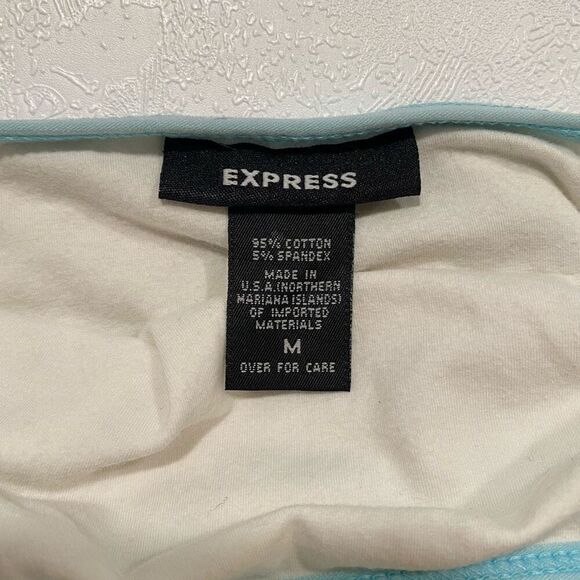 EXPRESS
95% COTTON
5% SPANDEX
MADE IN
U.S.A.(NORTHERN
MARIANA ISLANDS)
OF IMPORTED
MATERIALS
M
OVER FOR CARE